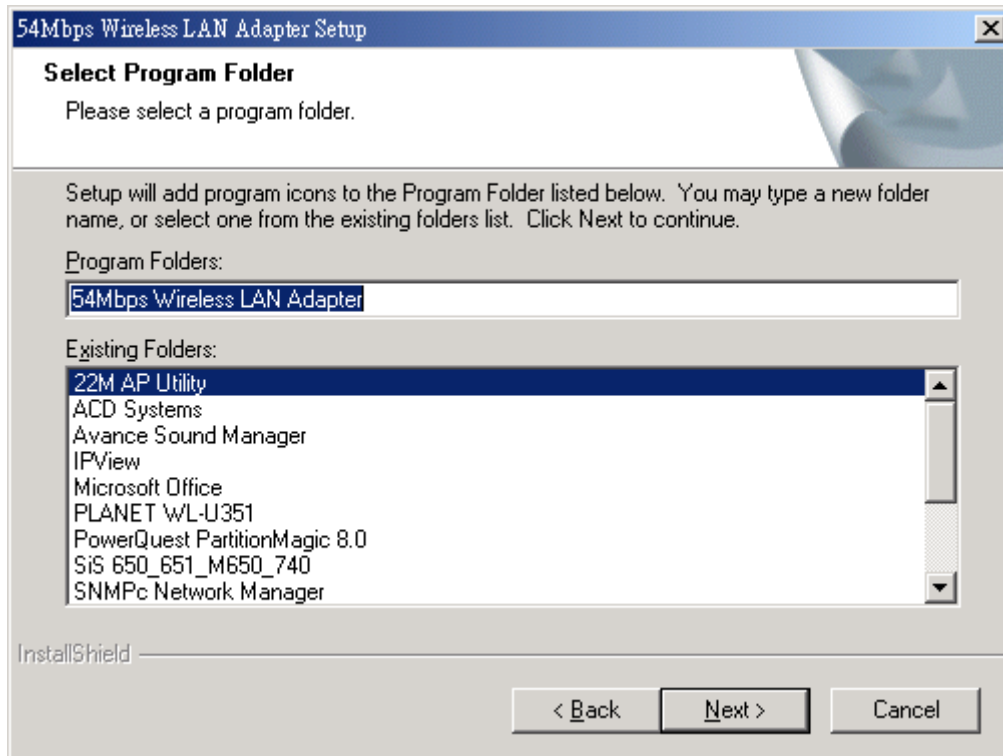 54Mbps Wireless LAN Adapter Setup
Select Program Folder
Please select a program folder.
Setup will add program icons to the Program Folder listed below.  You may type a new folder
name, or select one from the existing folders list.  Click Next to continue.
Program Folders:
54Mbps Wireless LAN Adapter
Existing Folders:
22M AP Utility
ACD Systems
Avance Sound Manager
IPView
Microsoft Office
PLANET WL-U351
PowerQuest PartitionMagic 8.0
SiS 650_651_M650_740
SNMPc Network Manager
InstallShield
< Back
Next >
Cancel